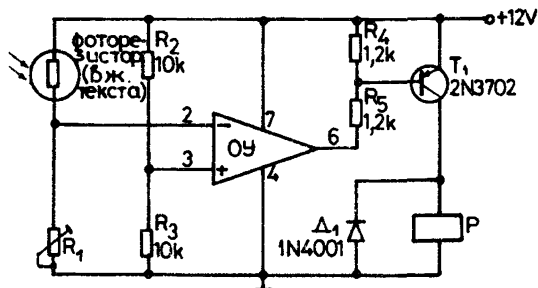 +12V
фоторе-
зистор
(в ж.
текста)
R2
10k
R4
1,2k
T1
2N3702
R5
1,2k
2
7
ОУ
6
3
4
R1
R3
10k
Д1
1N4001
P